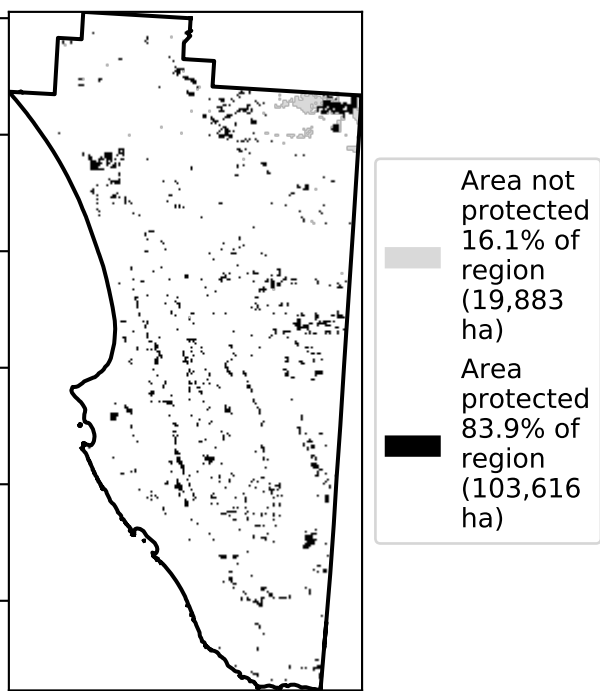 Area not
protected
16.1% of
region
(19,883
ha)
Area
protected
83.9% of
region
(103,616
ha)